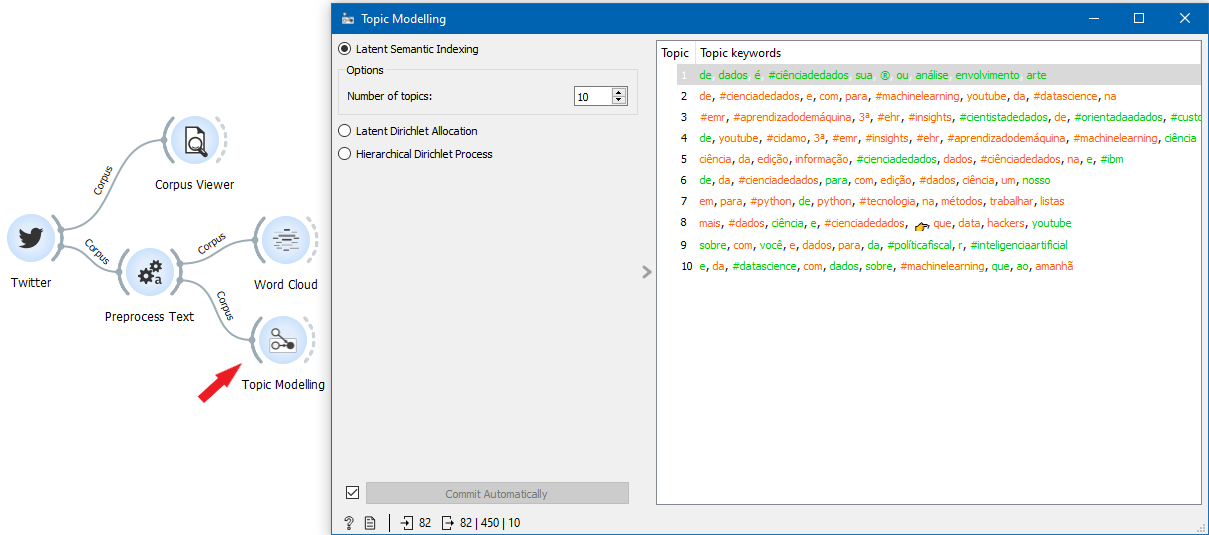 Corpus
Corpus Viewer
Twitter
Corpus
Corpus
Preprocess Text
Word Cloud
Corpus
Topic Modelling
Topic Modelling
Latent Semantic Indexing
Options
Number of topics: 10
Latent Dirichlet Allocation
Hierarchical Dirichlet Process
Commit Automatically
82 82 | 450 | 10
Topic Topic keywords
1 de, dados, é, #ciênciadedados, sua, ®, ou, análise, envolvimento, arte
2 de, #cienciadedados, e, com, para, #machinelearning, youtube, da, #datascience, na
3 #emr, #aprendizadodemáquina, 3ª, #ehr, #insights, #cientistadedados, de, #orientadaadados, #custo
4 de, youtube, #cidamo, 3ª, #emr, #insights, #ehr, #aprendizadodemáquina, #machinelearning, ciência
5 ciência, da, edição, informação, #cienciadedados, dados, #ciênciadedados, na, e, #ibm
6 de, da, #cienciadedados, para, com, edição, #dados, ciência, um, nosso
7 em, para, #python, de, python, #tecnologia, na, métodos, trabalhar, listas
8 mais, #dados, ciência, e, #cienciadedados, 👉, que, data, hackers, youtube
9 sobre, com, você, e, dados, para, da, #políticafiscal, r, #inteligenciaartificial
10 e, da, #datascience, com, dados, sobre, #machinelearning, que, ao, amanhã